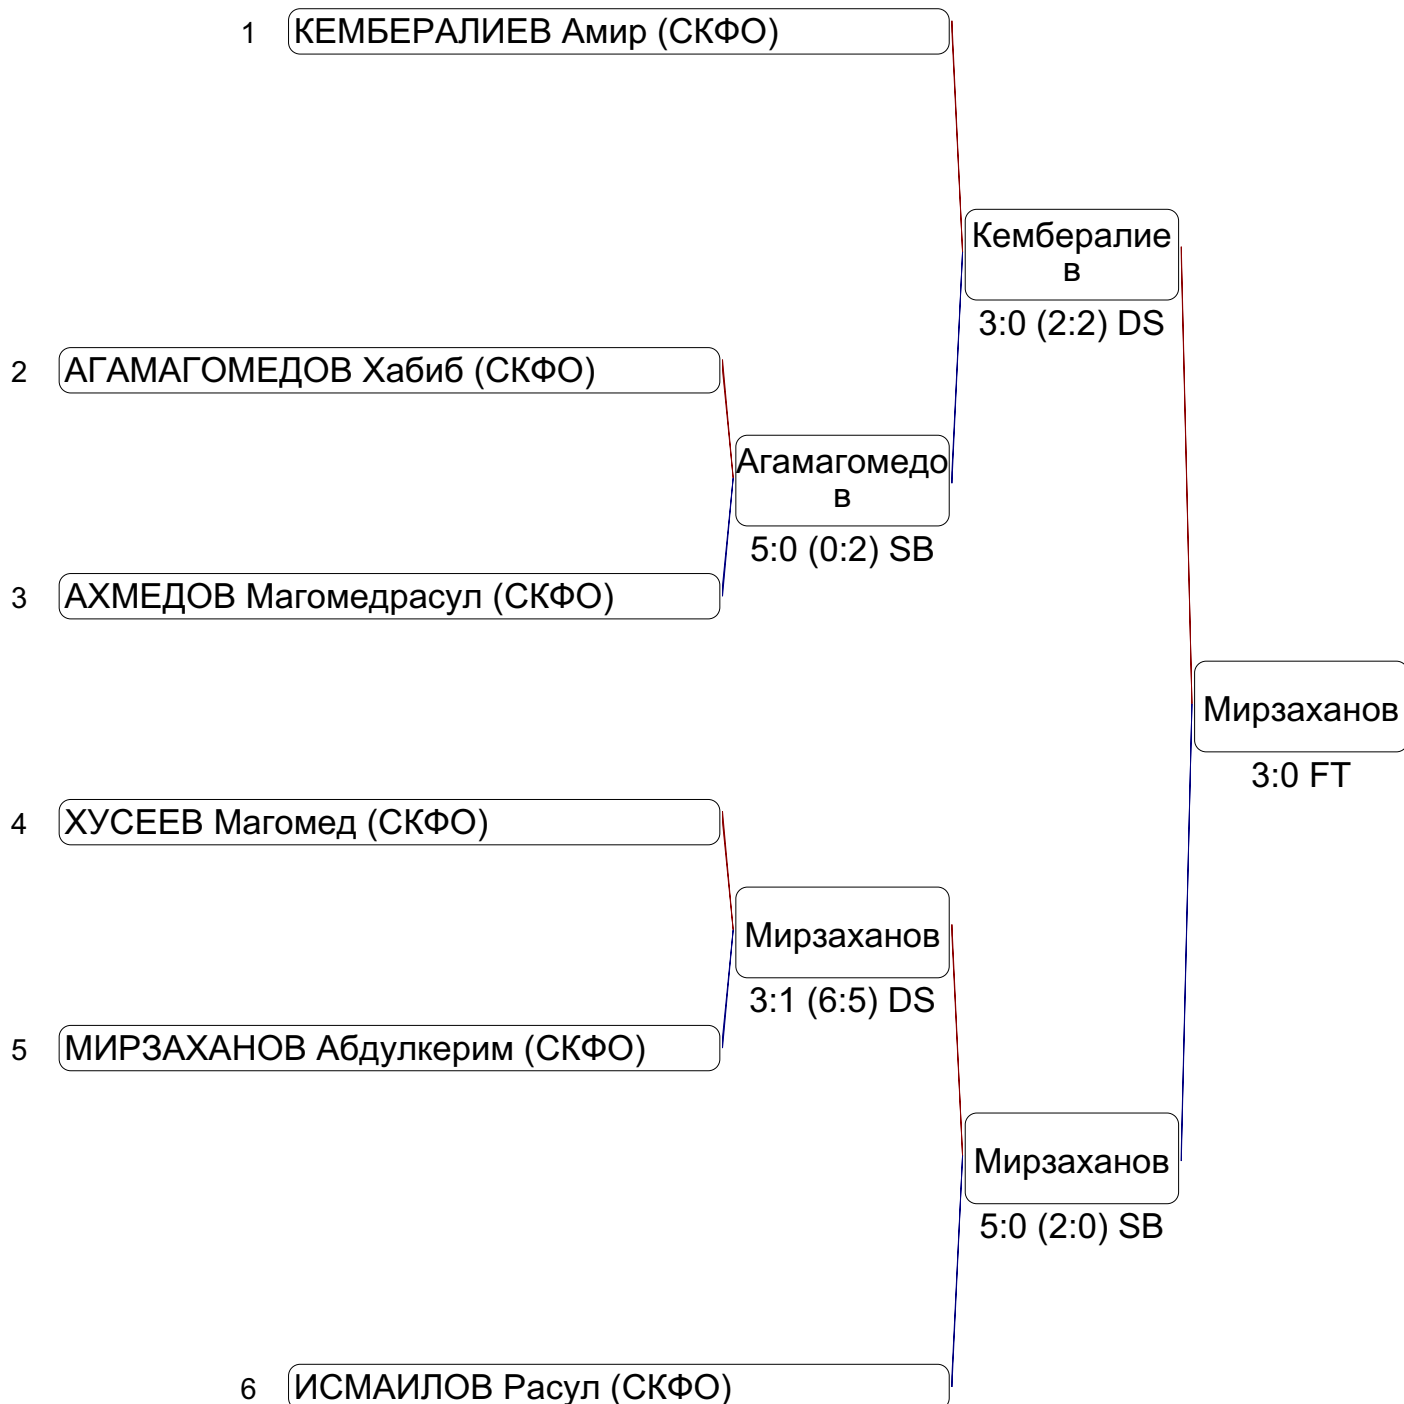 1 КЕМБЕРАЛИЕВ Амир (СКФО)
Кембералие
в
3:0 (2:2) DS
2 АГАМАГОМЕДОВ Хабиб (СКФО)
Агамагомедо
в
5:0 (0:2) SB
3 АХМЕДОВ Магомедрасул (СКФО)
Мирзаханов
3:0 FT
4 ХУСЕЕВ Магомед (СКФО)
Мирзаханов
3:1 (6:5) DS
5 МИРЗАХАНОВ Абдулкерим (СКФО)
Мирзаханов
5:0 (2:0) SB
6 ИСМАИЛОВ Расул (СКФО)